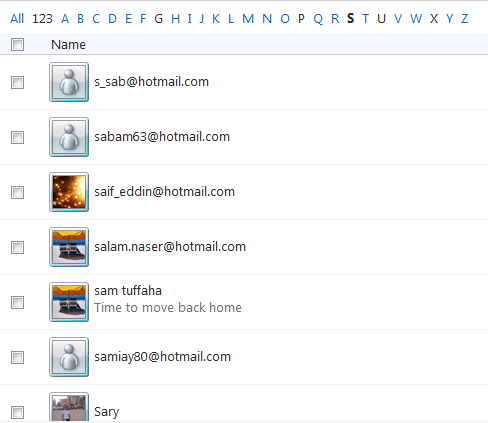 All 123 A B C D E F G H I J K L M N O P Q R S T U V W X Y Z
Name
s_sab@hotmail.com
sabam63@hotmail.com
saif_eddin@hotmail.com
salam.naser@hotmail.com
sam tuffaha
Time to move back home
samiay80@hotmail.com
Sary